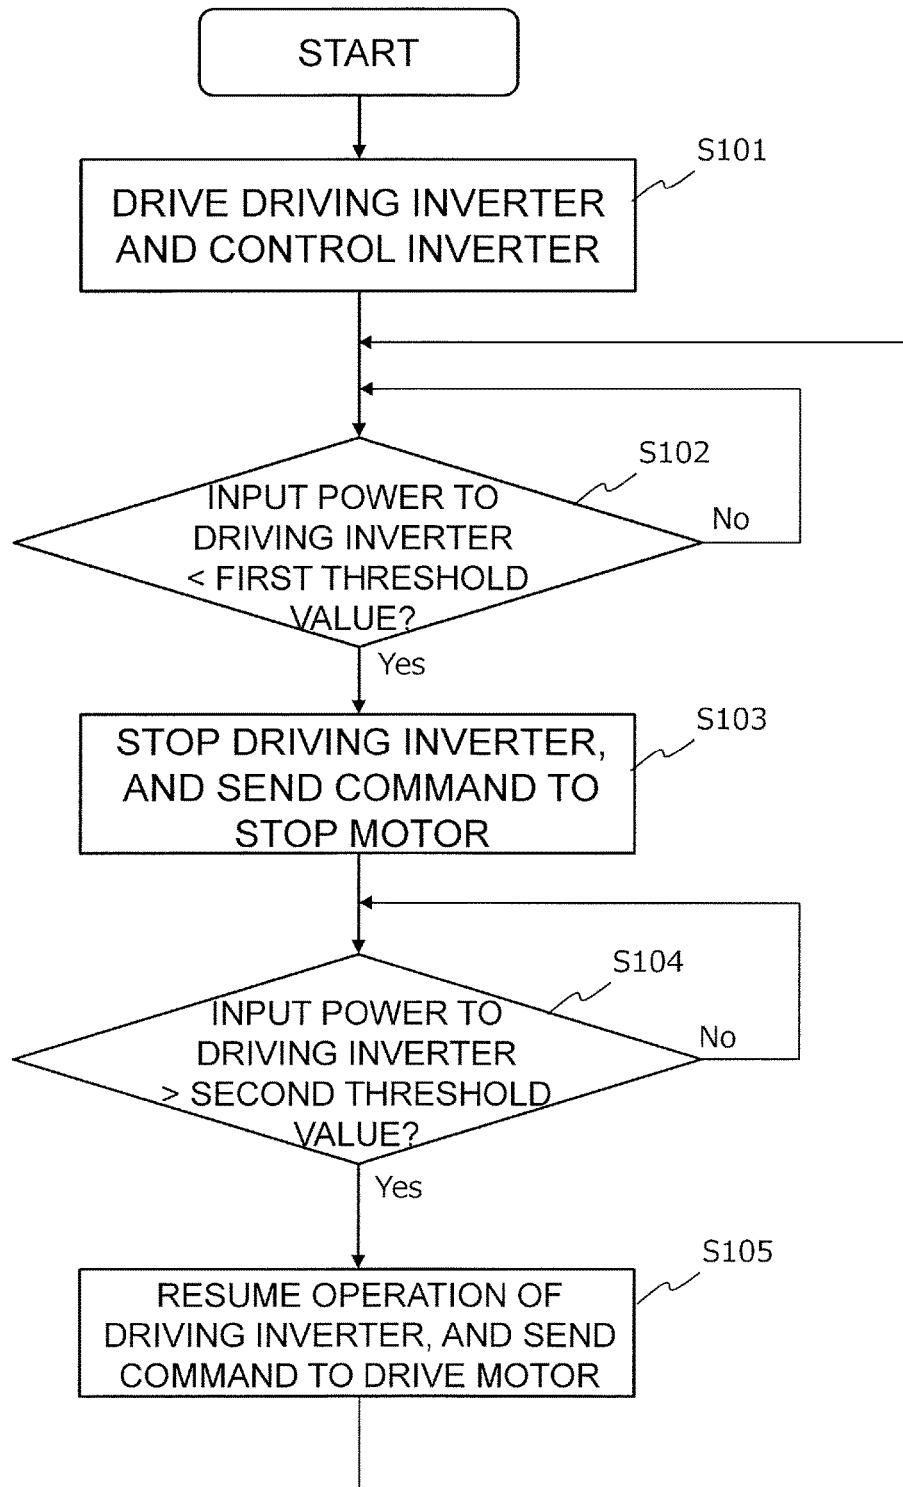 START
S101
DRIVE DRIVING INVERTER
AND CONTROL INVERTER
S102
INPUT POWER TO
DRIVING INVERTER
< FIRST THRESHOLD
VALUE?
No
Yes
S103
STOP DRIVING INVERTER,
AND SEND COMMAND TO
STOP MOTOR
S104
INPUT POWER TO
DRIVING INVERTER
> SECOND THRESHOLD
VALUE?
No
Yes
S105
RESUME OPERATION OF
DRIVING INVERTER, AND SEND
COMMAND TO DRIVE MOTOR